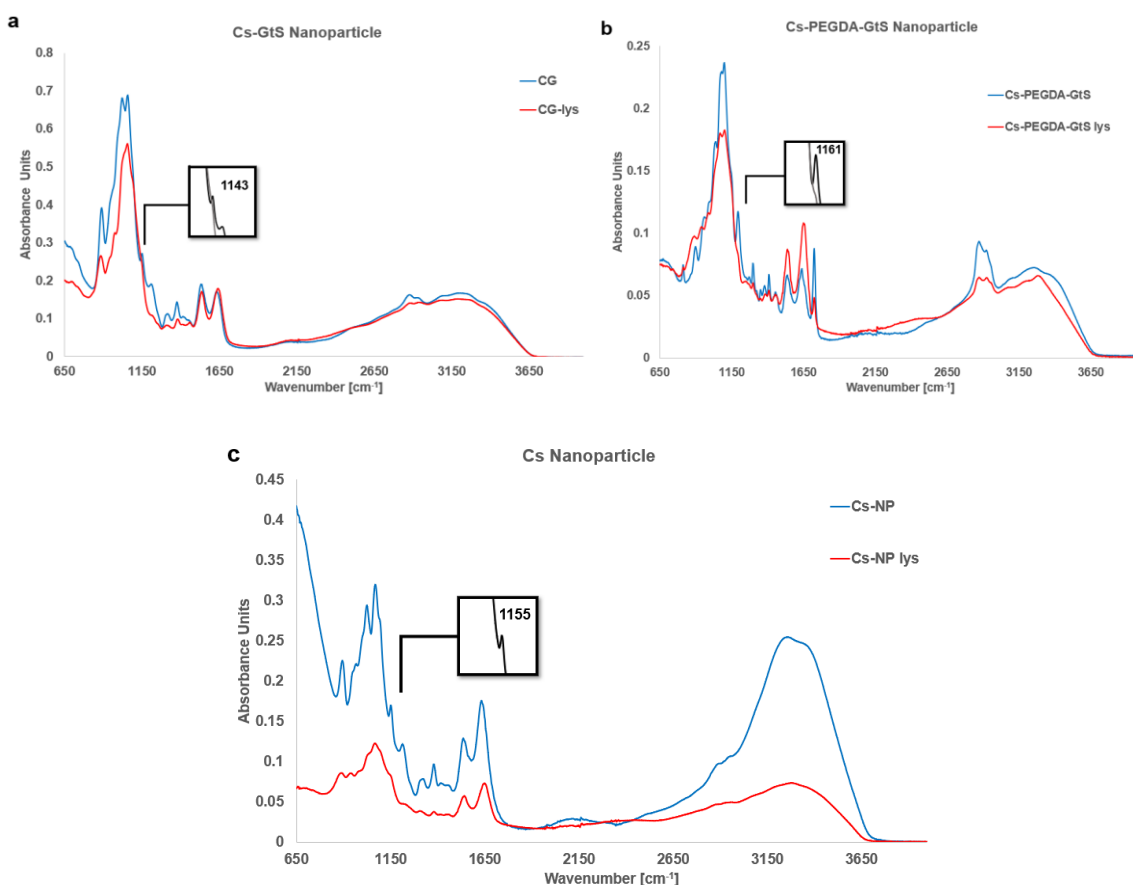 a
Cs-GtS Nanoparticle
0.8
0.7
0.6
0.5
0.4
0.3
0.2
0.1
0
Absorbance Units
CG
CG-lys
1143
650 1150 1650 2150 2650 3150 3650
Wavenumber [cm⁻¹]
b
Cs-PEGDA-GtS Nanoparticle
0.25
0.2
0.15
0.1
0.05
0
Absorbance Units
Cs-PEGDA-GtS
Cs-PEGDA-GtS lys
1161
650 1150 1650 2150 2650 3150 3650
Wavenumber [cm⁻¹]
c
Cs Nanoparticle
0.45
0.4
0.35
0.3
0.25
0.2
0.15
0.1
0.05
0
Absorbance Units
Cs-NP
Cs-NP lys
1155
650 1150 1650 2150 2650 3150 3650
Wavenumber [cm⁻¹]